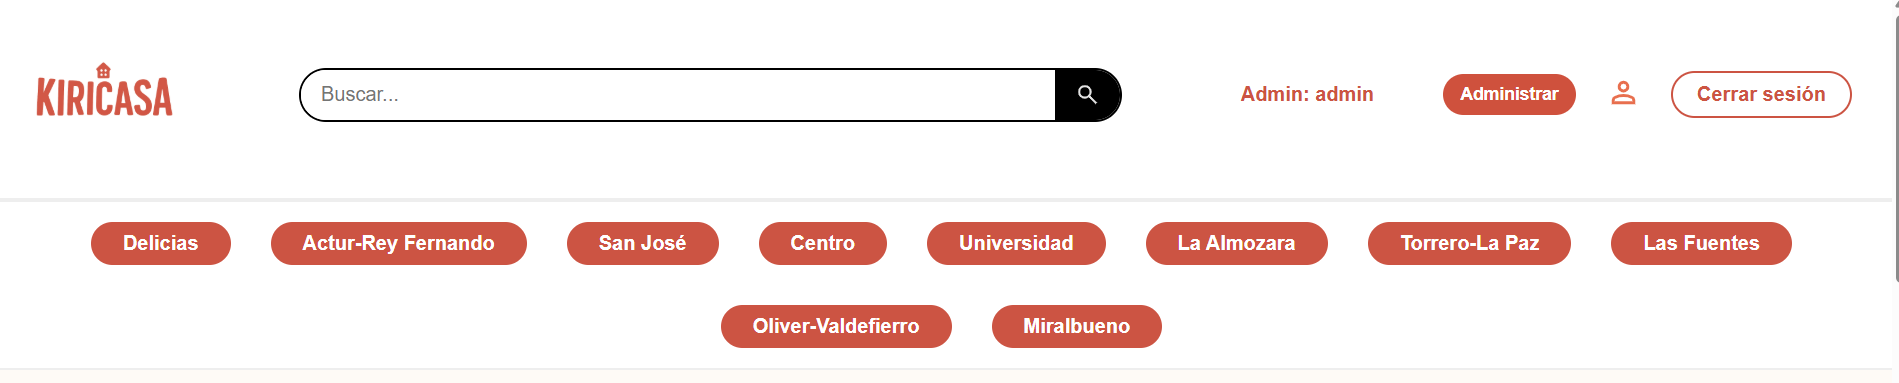 KIRICASA
Buscar...
Admin: admin
Administrar
Cerrar sesión
Delicias
Actur-Rey Fernando
San José
Centro
Universidad
La Almozara
Torrero-La Paz
Las Fuentes
Oliver-Valdefierro
Miralbueno